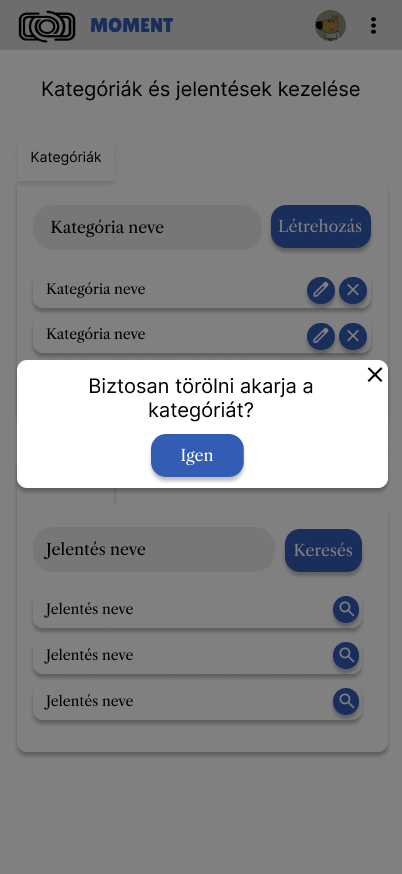 MOMENT
Kategóriák és jelentések kezelése
Kategóriák
Kategória neve
Létrehozás
Kategória neve
Kategória neve
Biztosan törölni akarja a
kategóriát?
Igen
Jelentés neve
Keresés
Jelentés neve
Jelentés neve
Jelentés neve